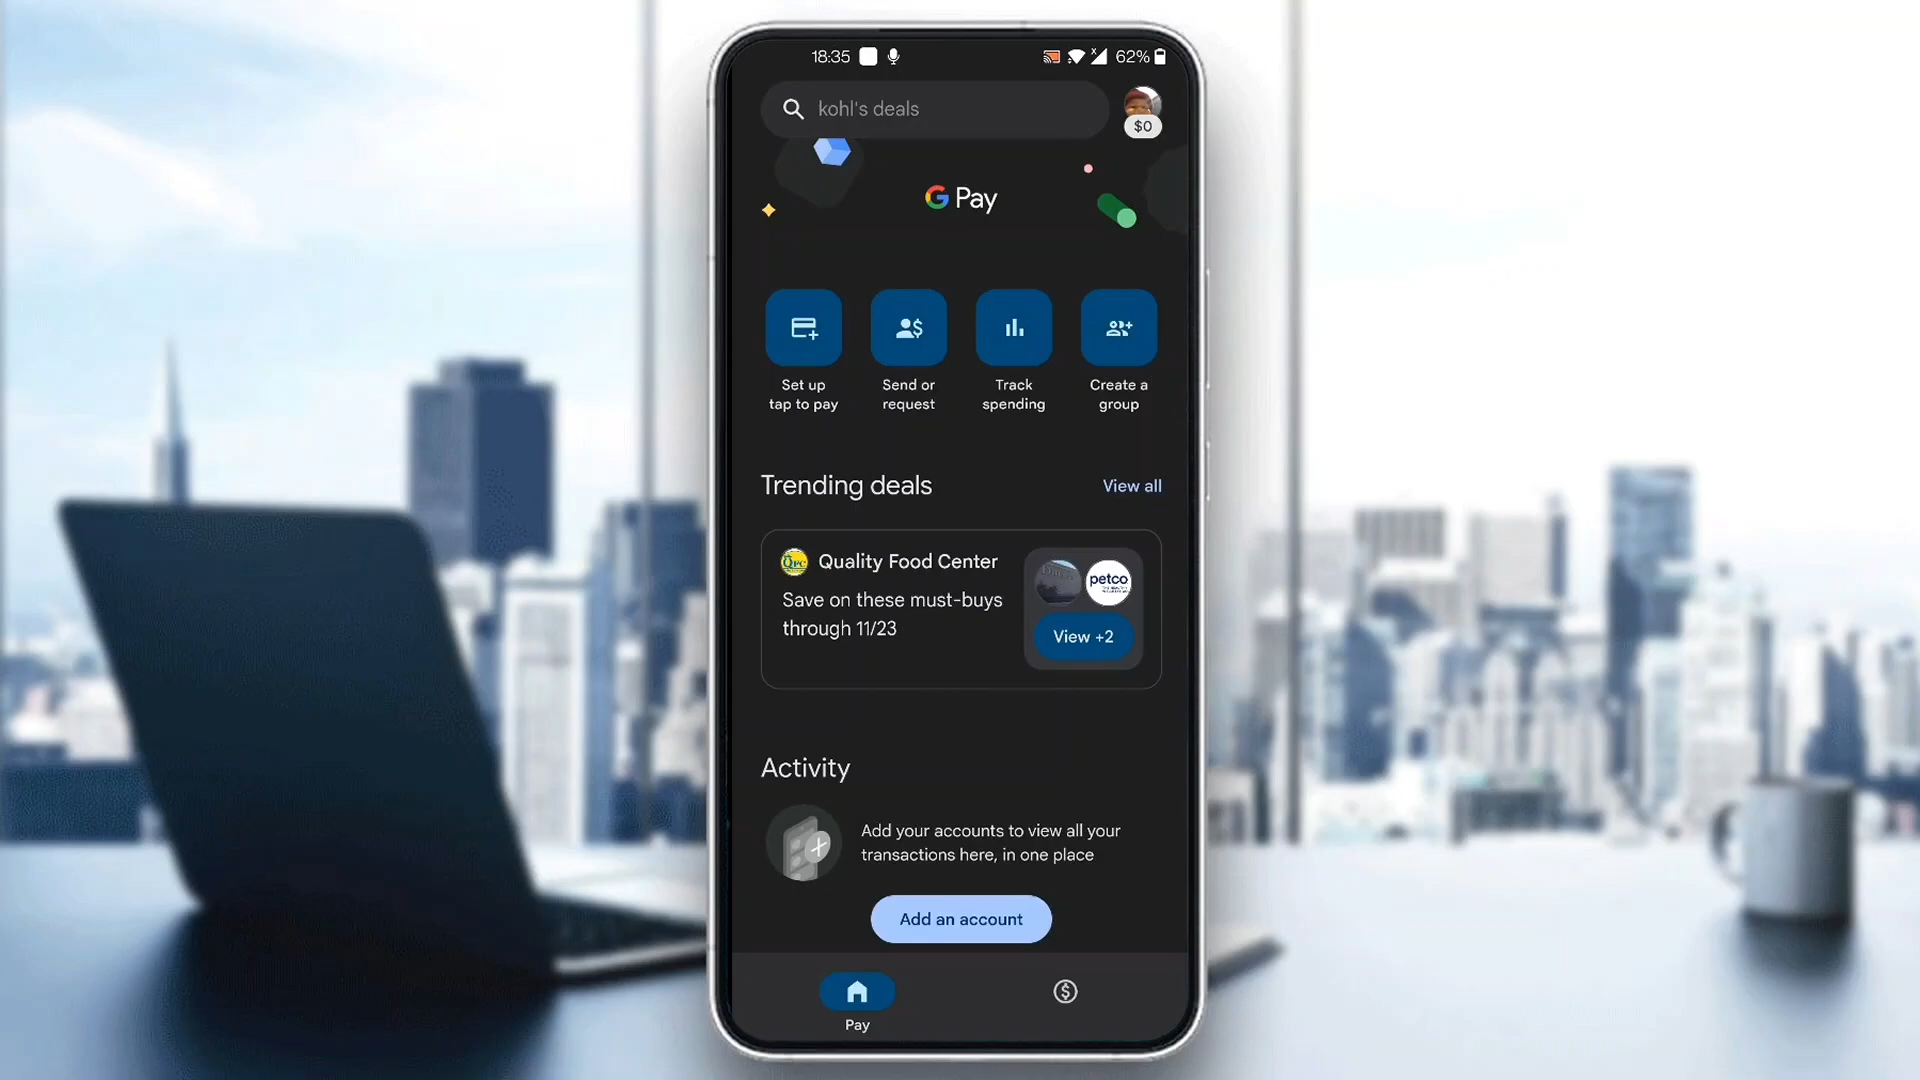 18:35
62%
kohl's deals
$0
G Pay
Set up
tap to pay
Send or
request
Track
spending
Create a
group
Trending deals
View all
QFC
Quality Food Center
Save on these must-buys
through 11/23
petco
View +2
Activity
Add your accounts to view all your
transactions here, in one place
Add an account
Pay